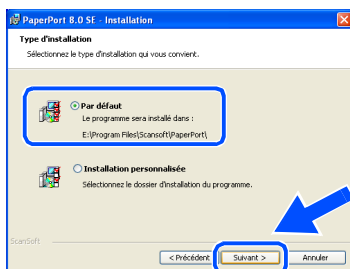 PaperPort 8.0 SE - Installation
Type d'installation
Sélectionnez le type d'installation qui vous convient.
Par défaut
Le programme sera installé dans :
E:\Program Files\Scansoft\PaperPort\
Installation personnalisée
Sélectionnez le dossier d'installation du programme.
ScanSoft
< Précédent
Suivant >
Annuler